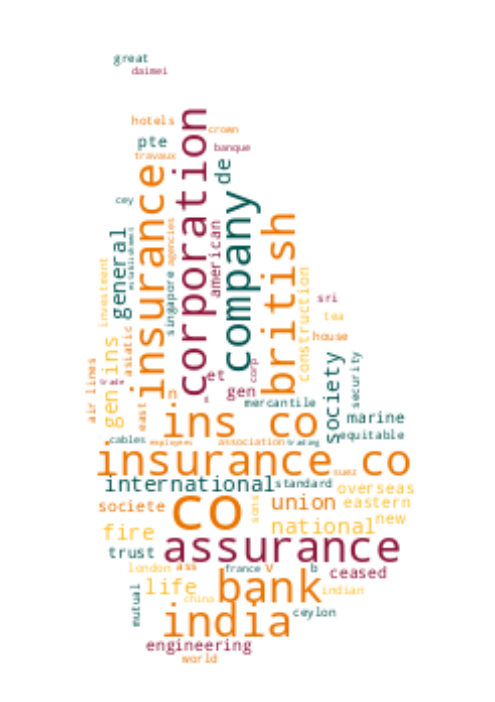 great
daimei
hotels
crown
pte
travaux
banque
corporation
de
insurance
company
cey
british
general
establishment
agencies
american
singapore
investment
construction
sri
tea
house
asiatic
gen ins
air lines
trade
et
corp
gen
n
mercantile
society
security
east
ins co
marine
equitable
cables
employees
association
trading
insurance co
suez
international
standard
overseas
societe
co
sons
union
eastern
fire
national
new
trust
assurance
london
ass
france
v
b
ceased
mutual
life
china
bank
indian
india
ceylon
engineering
world